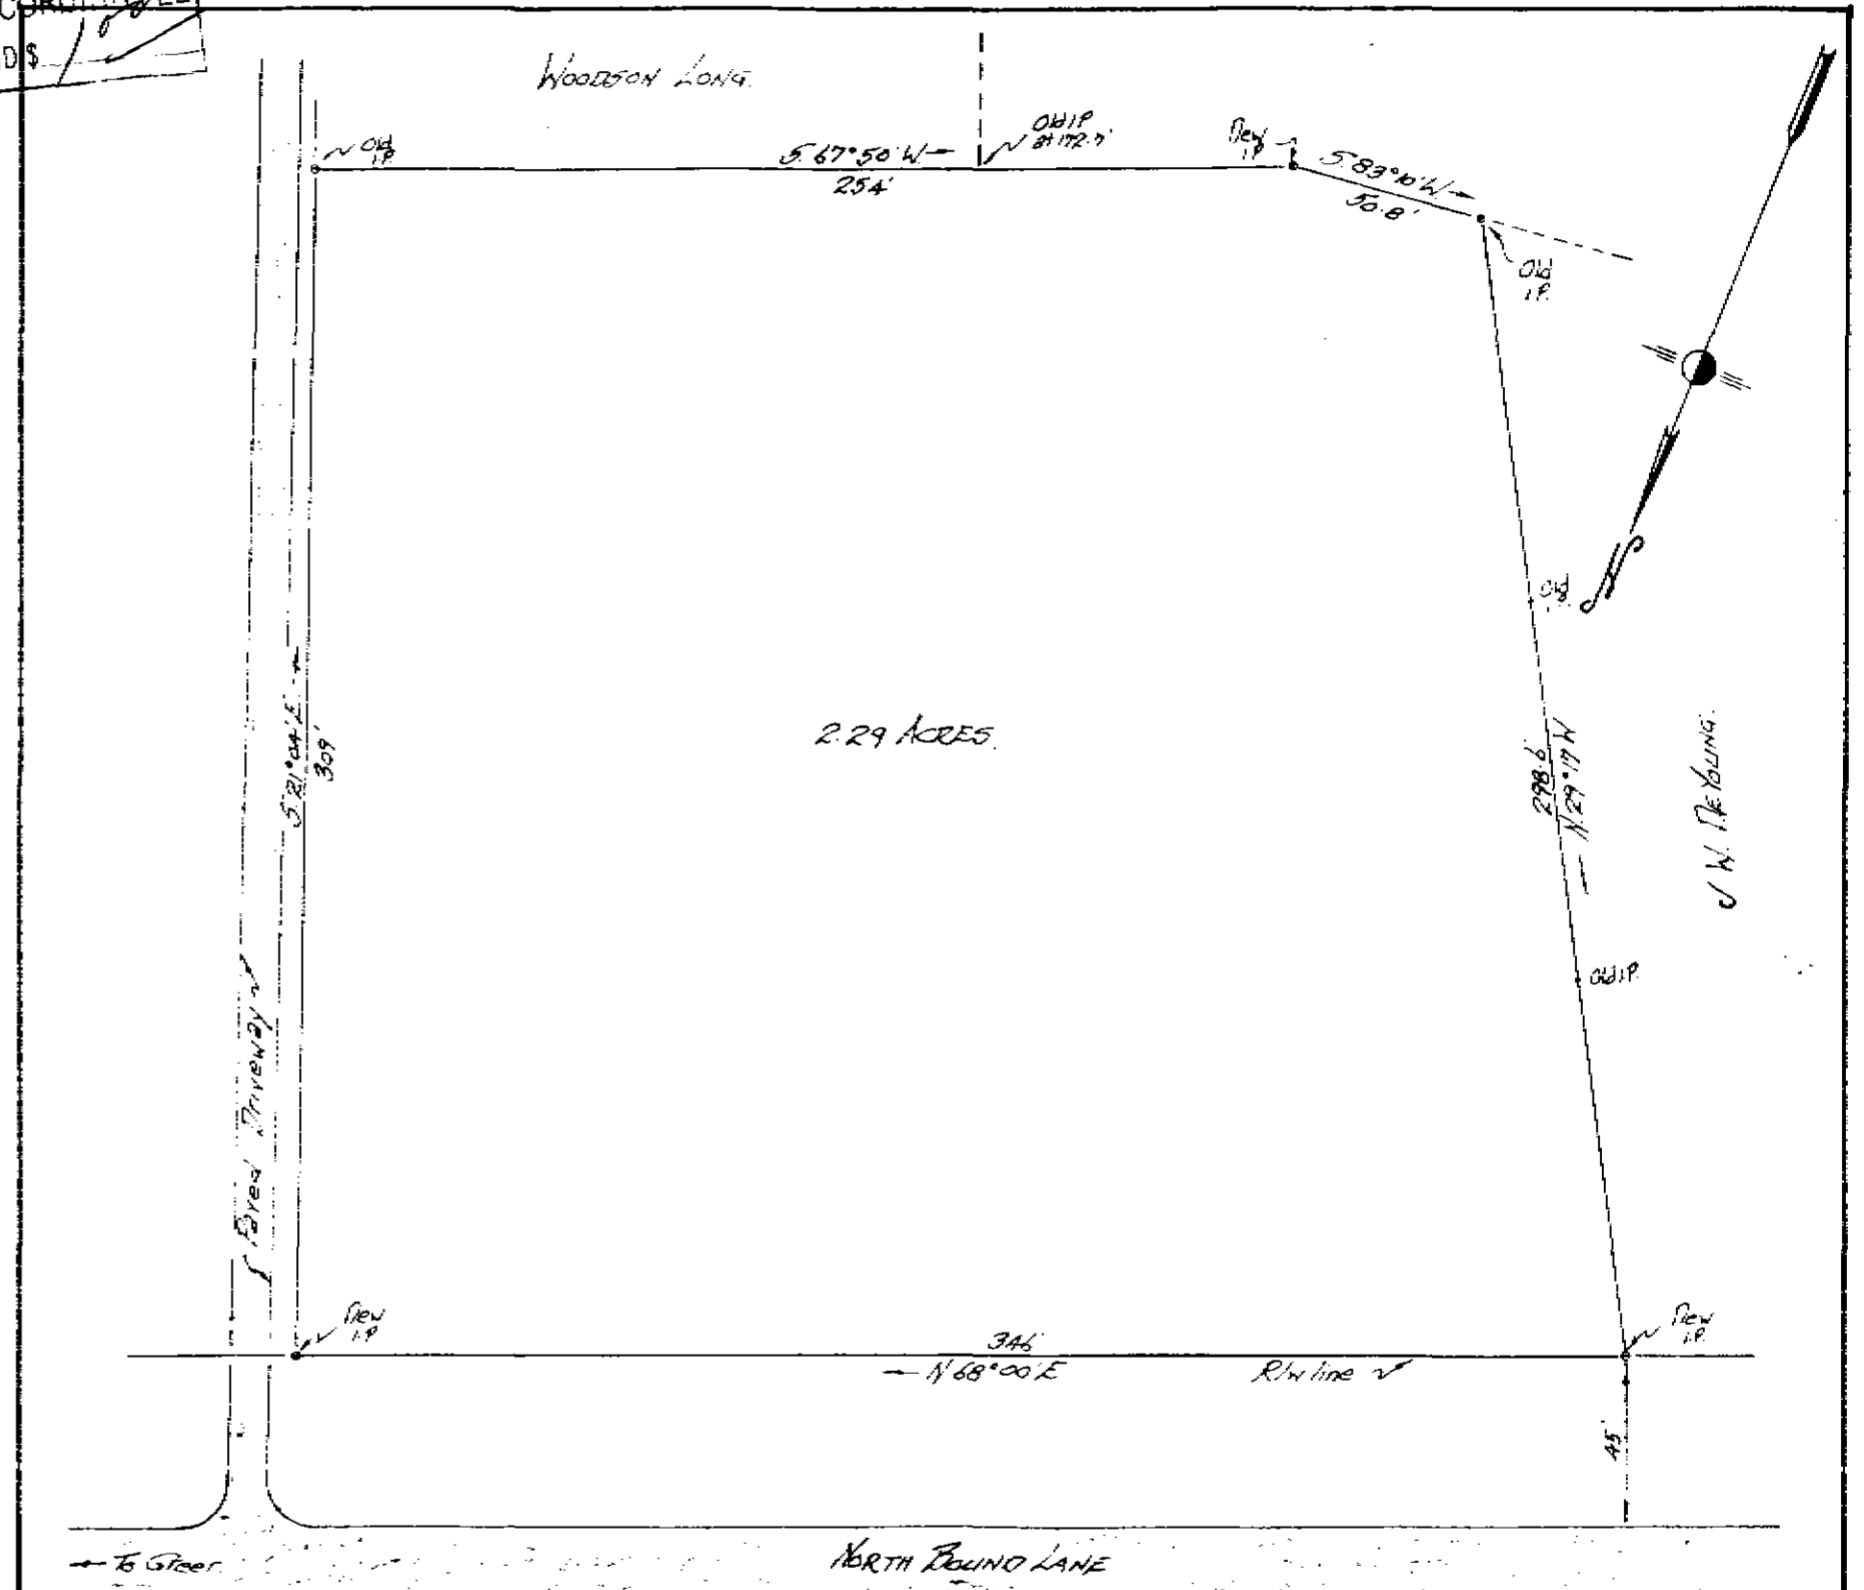 D $
WOODSON LONG.
Old
I.P.
S. 67°50' W.
254'
Old I.P.
at 172.7'
New
I.P.
S. 83°10' W
50.8'
Old
I.P.
Old
S. 21°04' E.
309'
2.29 ACRES.
298.6'
N. 29°17' W
J. W. DE YOUNG.
Old I.P.
Paved Driveway
New
I.P.
346'
N 68°00' E
R/w line
New
I.P.
45'
← To Greer.
NORTH BOUND LANE